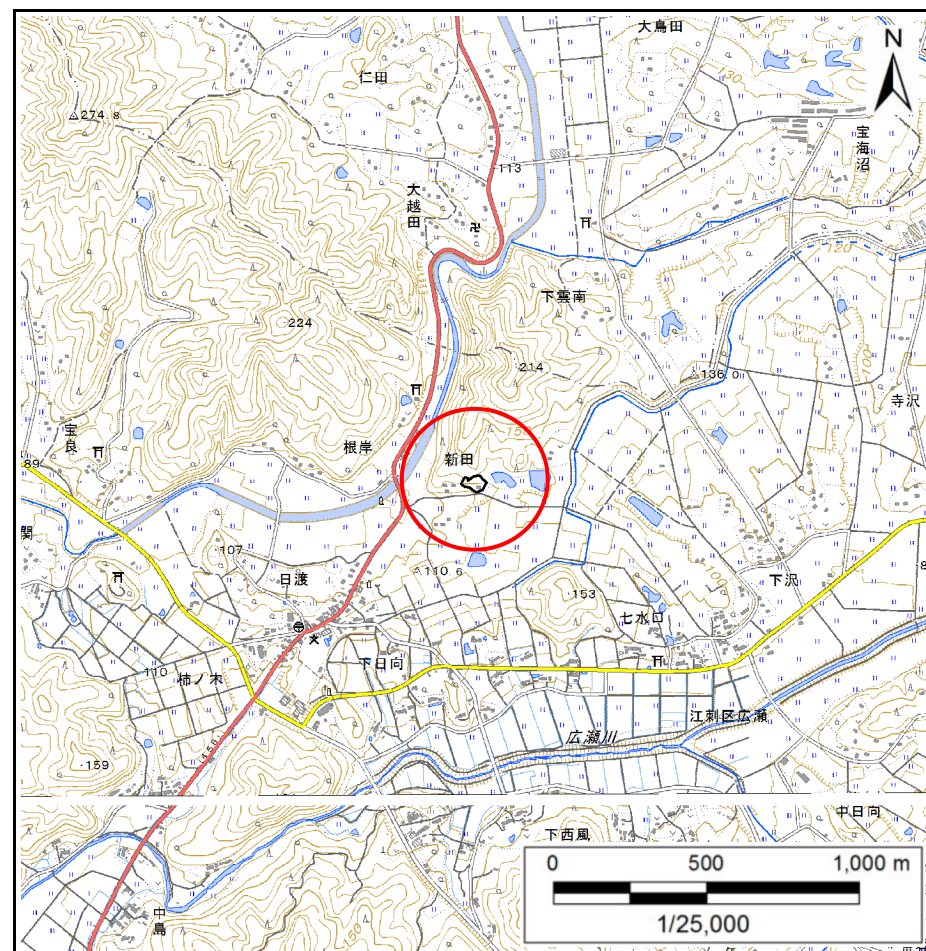 大鳥田
N
仁田
274.8
宝海沼
113
大越田
下雲南
224
214
136.0
寺沢
宝良
根岸
新田
89
関
107
110.6
日渡
153
下沢
七水口
下日向
110
柿ノ木
江刺区広瀬
広瀬川
159
中日向
下西風
中島
0 500 1,000 m
1/25,000